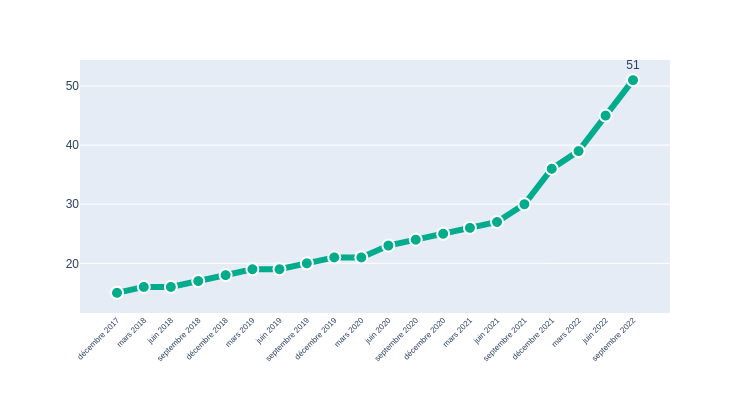 51
50
40
30
20
décembre 2017
mars 2018
juin 2018
septembre 2018
décembre 2018
mars 2019
juin 2019
septembre 2019
décembre 2019
mars 2020
juin 2020
septembre 2020
décembre 2020
mars 2021
juin 2021
septembre 2021
décembre 2021
mars 2022
juin 2022
septembre 2022